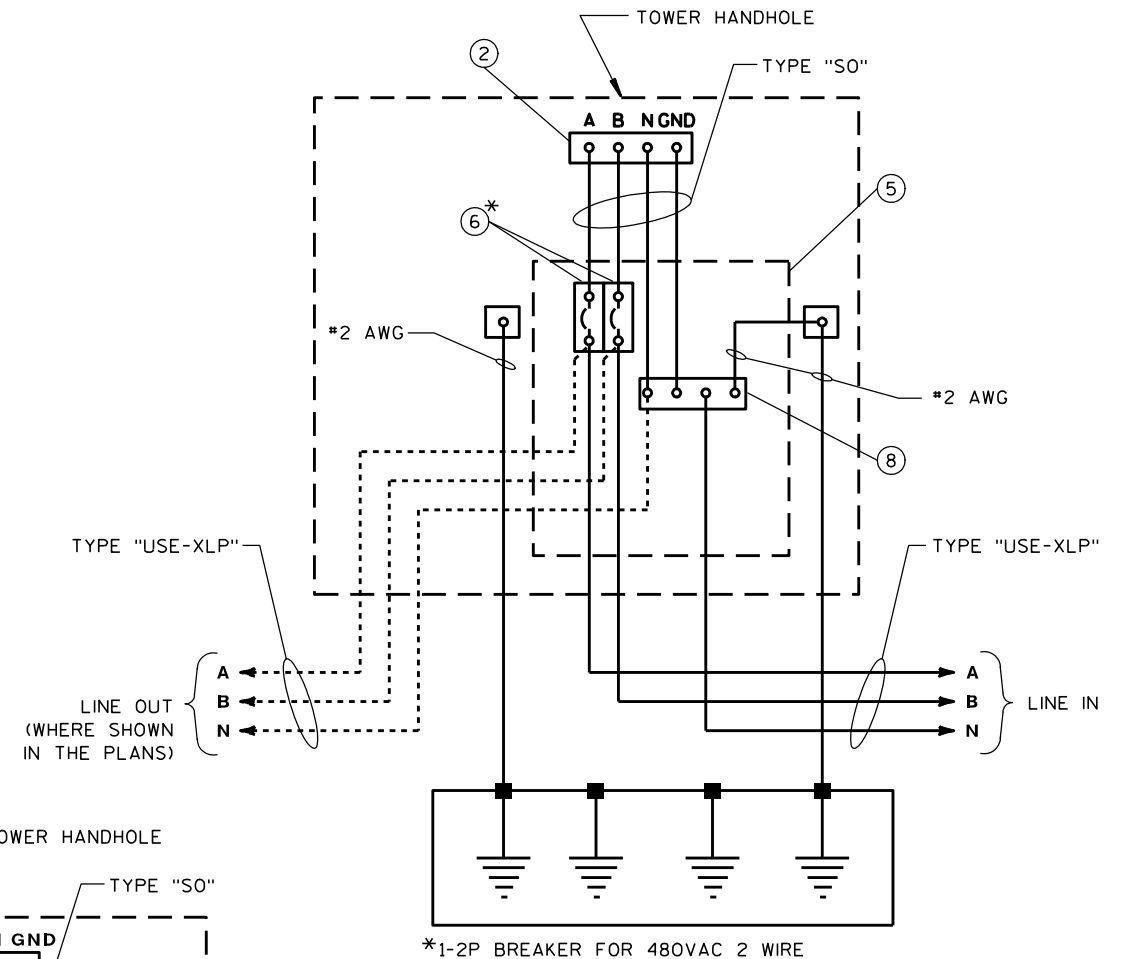 TOWER HANDHOLE
2
TYPE "SO"
A B N GND
5
6*
#2 AWG
#2 AWG
8
TYPE "USE-XLP"
TYPE "USE-XLP"
A
B
N
LINE OUT
(WHERE SHOWN
IN THE PLANS)
A
B
N
LINE IN
HANDHOLE
TYPE "SO"
GND
*1-2P BREAKER FOR 480VAC 2 WIRE